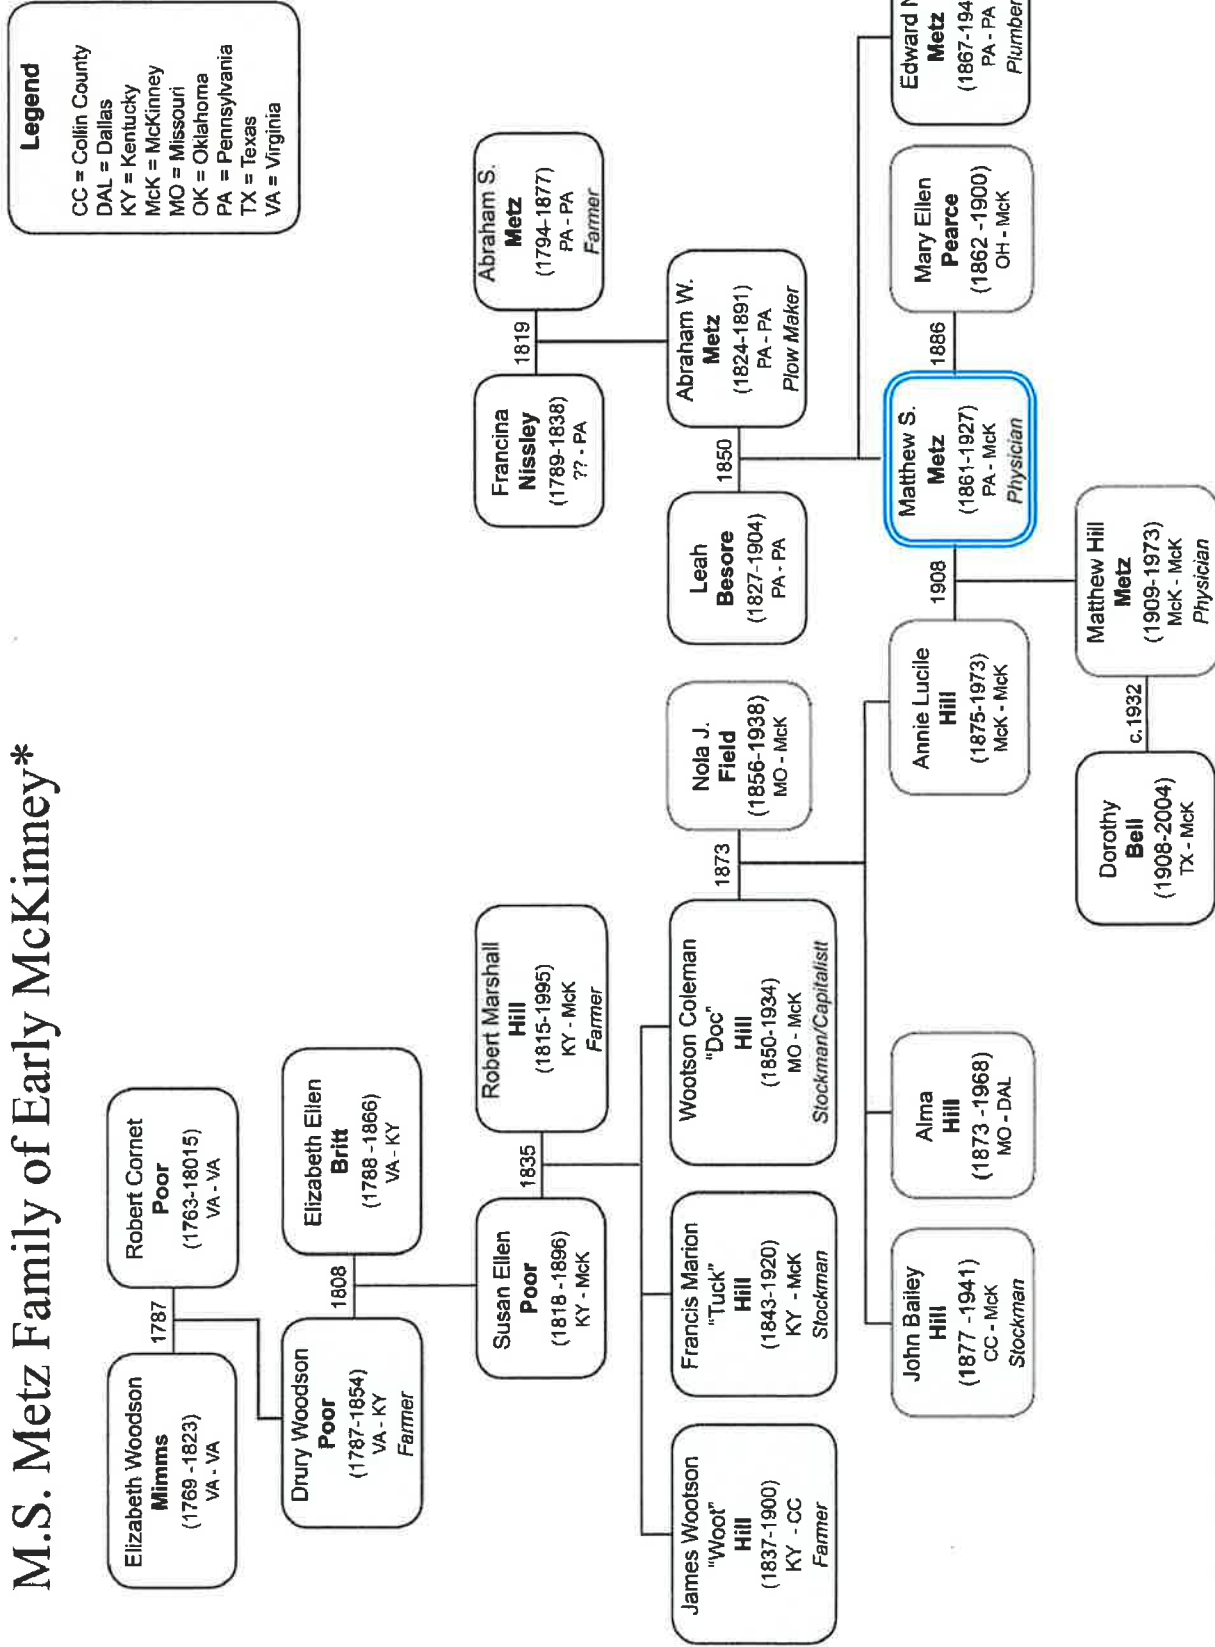 M.S. Metz Family of Early McKinney*
Legend
CC = Collin County
DAL = Dallas
KY = Kentucky
McK = McKinney
MO = Missouri
OK = Oklahoma
PA = Pennsylvania
TX = Texas
VA = Virginia
Elizabeth Woodson
Mimms
(1769 -1823)
VA - VA
1787
Robert Cornet
Poor
(1763-18015)
VA - VA
Drury Woodson
Poor
(1787-1854)
VA - KY
Farmer
1808
Elizabeth Ellen
Britt
(1788 -1866)
VA - KY
Susan Ellen
Poor
(1818 -1896)
KY - McK
1835
Robert Marshall
Hill
(1815-1995)
KY - McK
Farmer
Francina
Nissley
(1789-1838)
?? - PA
1819
Abraham S.
Metz
(1794-1877)
PA - PA
Farmer
James Wootson
"Woot"
Hill
(1837-1900)
KY - CC
Farmer
Francis Marion
"Tuck"
Hill
(1843-1920)
KY - McK
Stockman
Wootson Coleman
"Doc"
Hill
(1850-1934)
MO - McK
Stockman/Capitalistt
1873
Nola J.
Field
(1856-1938)
MO - McK
Leah
Besore
(1827-1904)
PA - PA
1850
Abraham W.
Metz
(1824-1891)
PA - PA
Plow Maker
John Bailey
Hill
(1877 -1941)
CC - McK
Stockman
Alma
Hill
(1873 -1968)
MO - DAL
Annie Lucile
Hill
(1875-1973)
McK - McK
1908
Matthew S.
Metz
(1861-1927)
PA - McK
Physician
1886
Mary Ellen
Pearce
(1862 -1900)
OH - McK
Edward
Metz
(1867-194
PA - PA
Plumber
Dorothy
Bell
(1908-2004)
TX - McK
c.1932
Matthew Hill
Metz
(1909-1973)
McK - McK
Physician